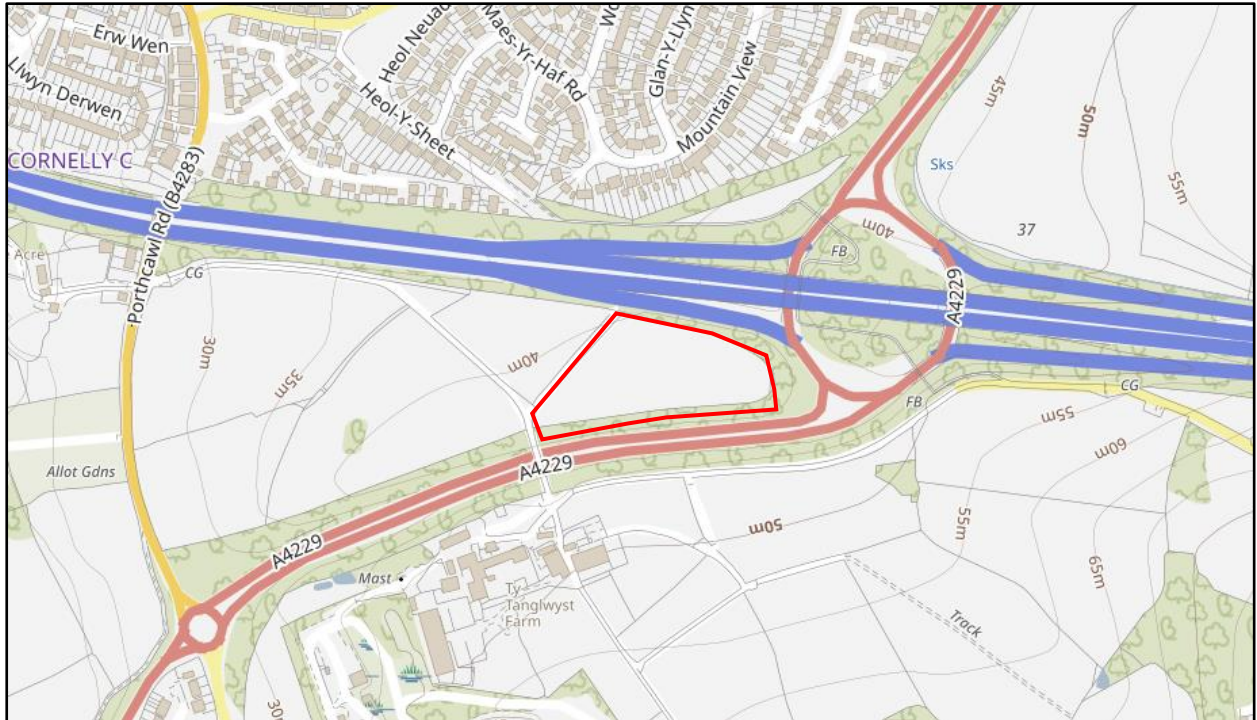 Erw Wen
Llwyn Derwen
Heol Neuad
Maes-Yr-Haf Rd
Wo
Glan-Y-Llyn
Mountain View
Heol-Y-Sheet
45m
50m
55m
Sks
CORNELLY C
Porthcawl Rd (B4283)
40m
37
FB
Acre
CG
A4229
30m
35m
40m
CG
FB
55m
60m
Allot Gdns
A4229
50m
55m
65m
A4229
Mast
Ty
Tanglwyst
Farm
Track
30m